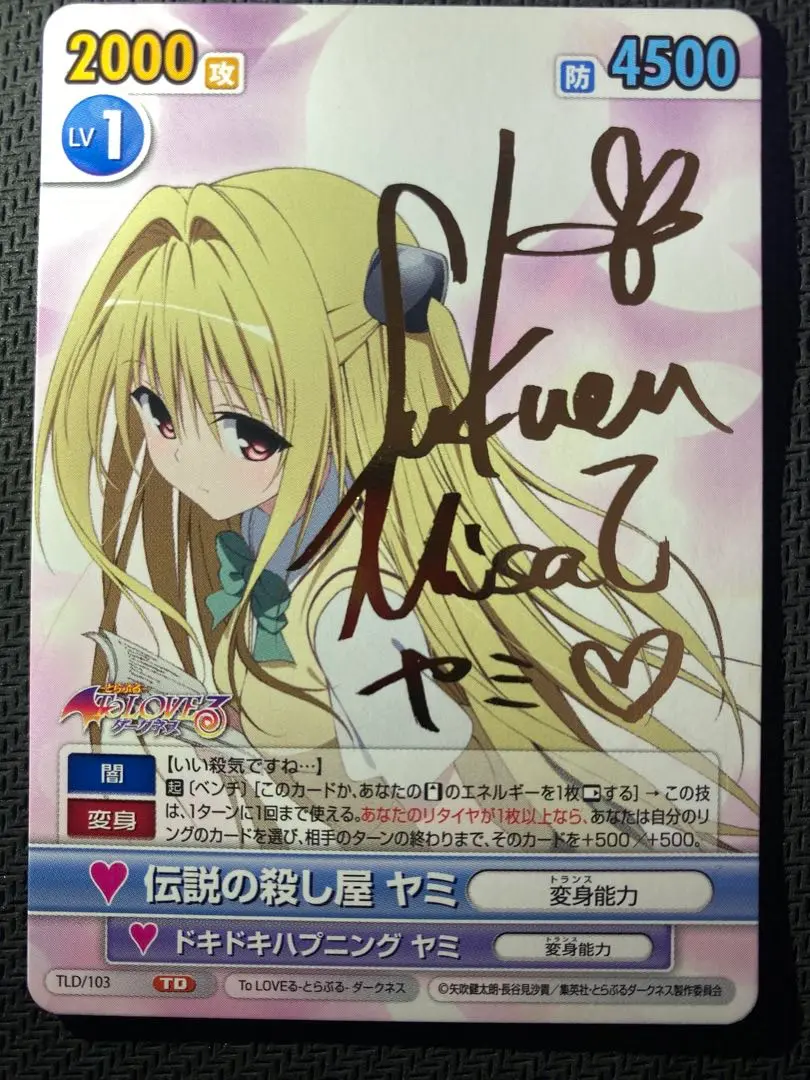 2000 攻
防 4500
LV 1
Fukuen
Misato
ヤミ♡
とらぶる
To LOVEる
ダークネス
闇
変身
【いい殺気ですね…】
起〔ベンチ〕[このカードか、あなたの のエネルギーを1枚 する] → この技
は、1ターンに1回まで使える。あなたのリタイヤが1枚以上なら、あなたは自分のリ
ングのカードを選び、相手のターンの終わりまで、そのカードを+500／+500。
トランス
伝説の殺し屋 ヤミ 変身能力
トランス
ドキドキハプニング ヤミ 変身能力
TLD/103 TD To LOVEる-とらぶる- ダークネス ©矢吹健太朗・長谷見沙貴／集英社・とらぶるダークネス製作委員会